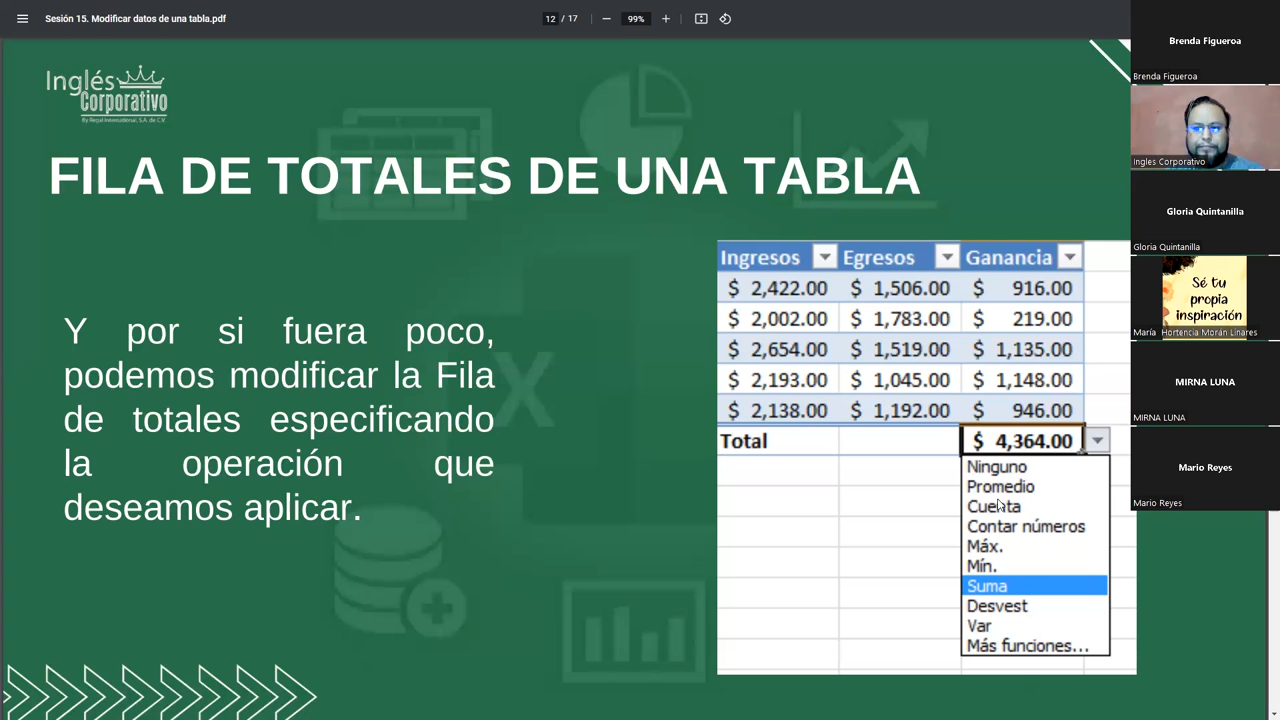 Sesión 15. Modificar datos de una tabla.pdf
12 / 17
99%
Inglés
Corporativo
By Regal International, S.A. de C.V.
FILA DE TOTALES DE UNA TABLA
Y por si fuera poco,
podemos modificar la Fila
de totales especificando
la operación que
deseamos aplicar.
Ingresos Egresos Ganancia
$ 2,422.00 $ 1,506.00 $ 916.00
$ 2,002.00 $ 1,783.00 $ 219.00
$ 2,654.00 $ 1,519.00 $ 1,135.00
$ 2,193.00 $ 1,045.00 $ 1,148.00
$ 2,138.00 $ 1,192.00 $ 946.00
Total $ 4,364.00
Ninguno
Promedio
Cuenta
Contar números
Máx.
Mín.
Suma
Desvest
Var
Más funciones...
X
Brenda Figueroa
Brenda Figueroa
Ingles Corporativo
Gloria Quintanilla
Gloria Quintanilla
Sé tu
propia
inspiración
María Hortencia Morán Linares
MIRNA LUNA
MIRNA LUNA
Mario Reyes
Mario Reyes